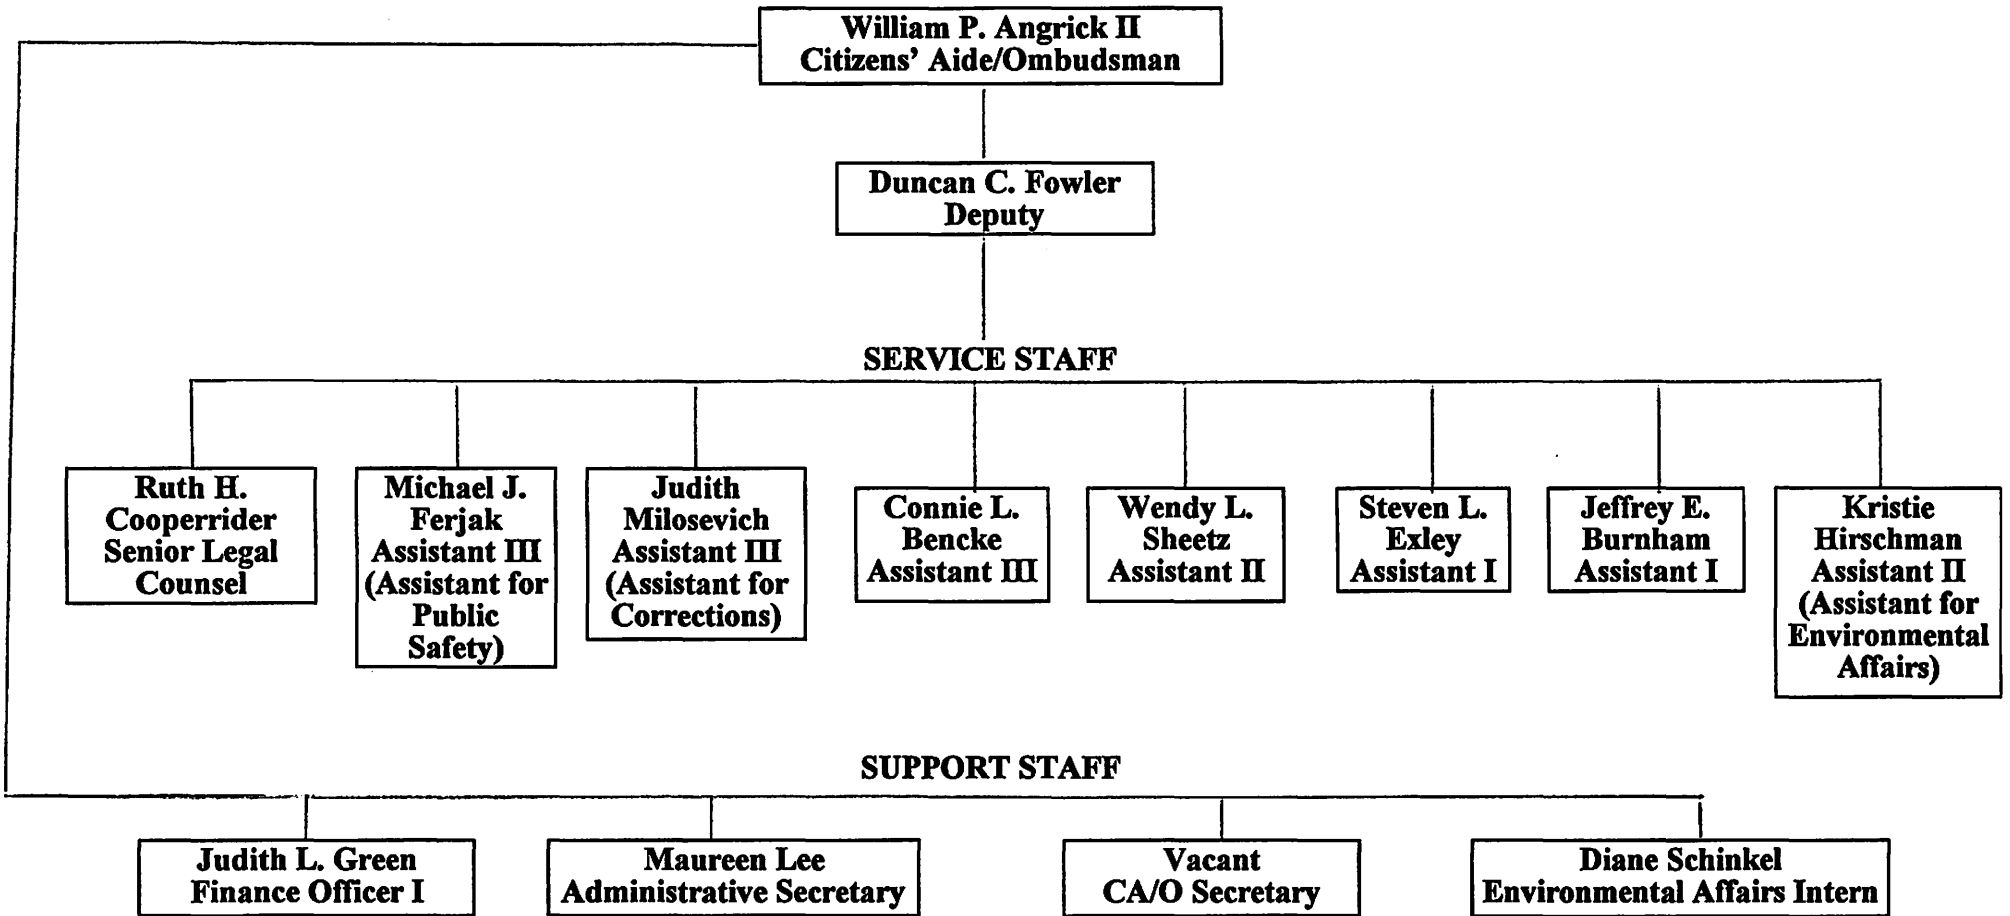 William P. Angrick II
Citizens' Aide/Ombudsman
Duncan C. Fowler
Deputy
SERVICE STAFF
Ruth H.
Cooperrider
Senior Legal
Counsel
Michael J.
Ferjak
Assistant III
(Assistant for
Public
Safety)
Judith
Milosevich
Assistant III
(Assistant for
Corrections)
Connie L.
Bencke
Assistant III
Wendy L.
Sheetz
Assistant II
Steven L.
Exley
Assistant I
Jeffrey E.
Burnham
Assistant I
Kristie
Hirschman
Assistant II
(Assistant for
Environmental
Affairs)
SUPPORT STAFF
Judith L. Green
Finance Officer I
Maureen Lee
Administrative Secretary
Vacant
CA/O Secretary
Diane Schinkel
Environmental Affairs Intern